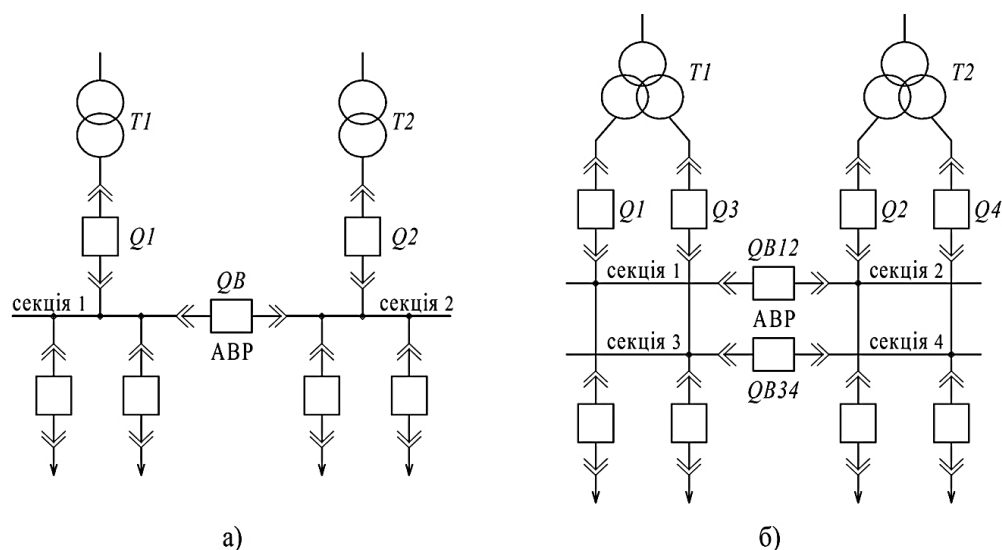 T1
T2
Q1
Q2
секція 1
QB
секція 2
АВР
а)
T1
T2
Q1
Q3
Q2
Q4
QB12
секція 1
секція 2
АВР
секція 3
секція 4
QB34
б)